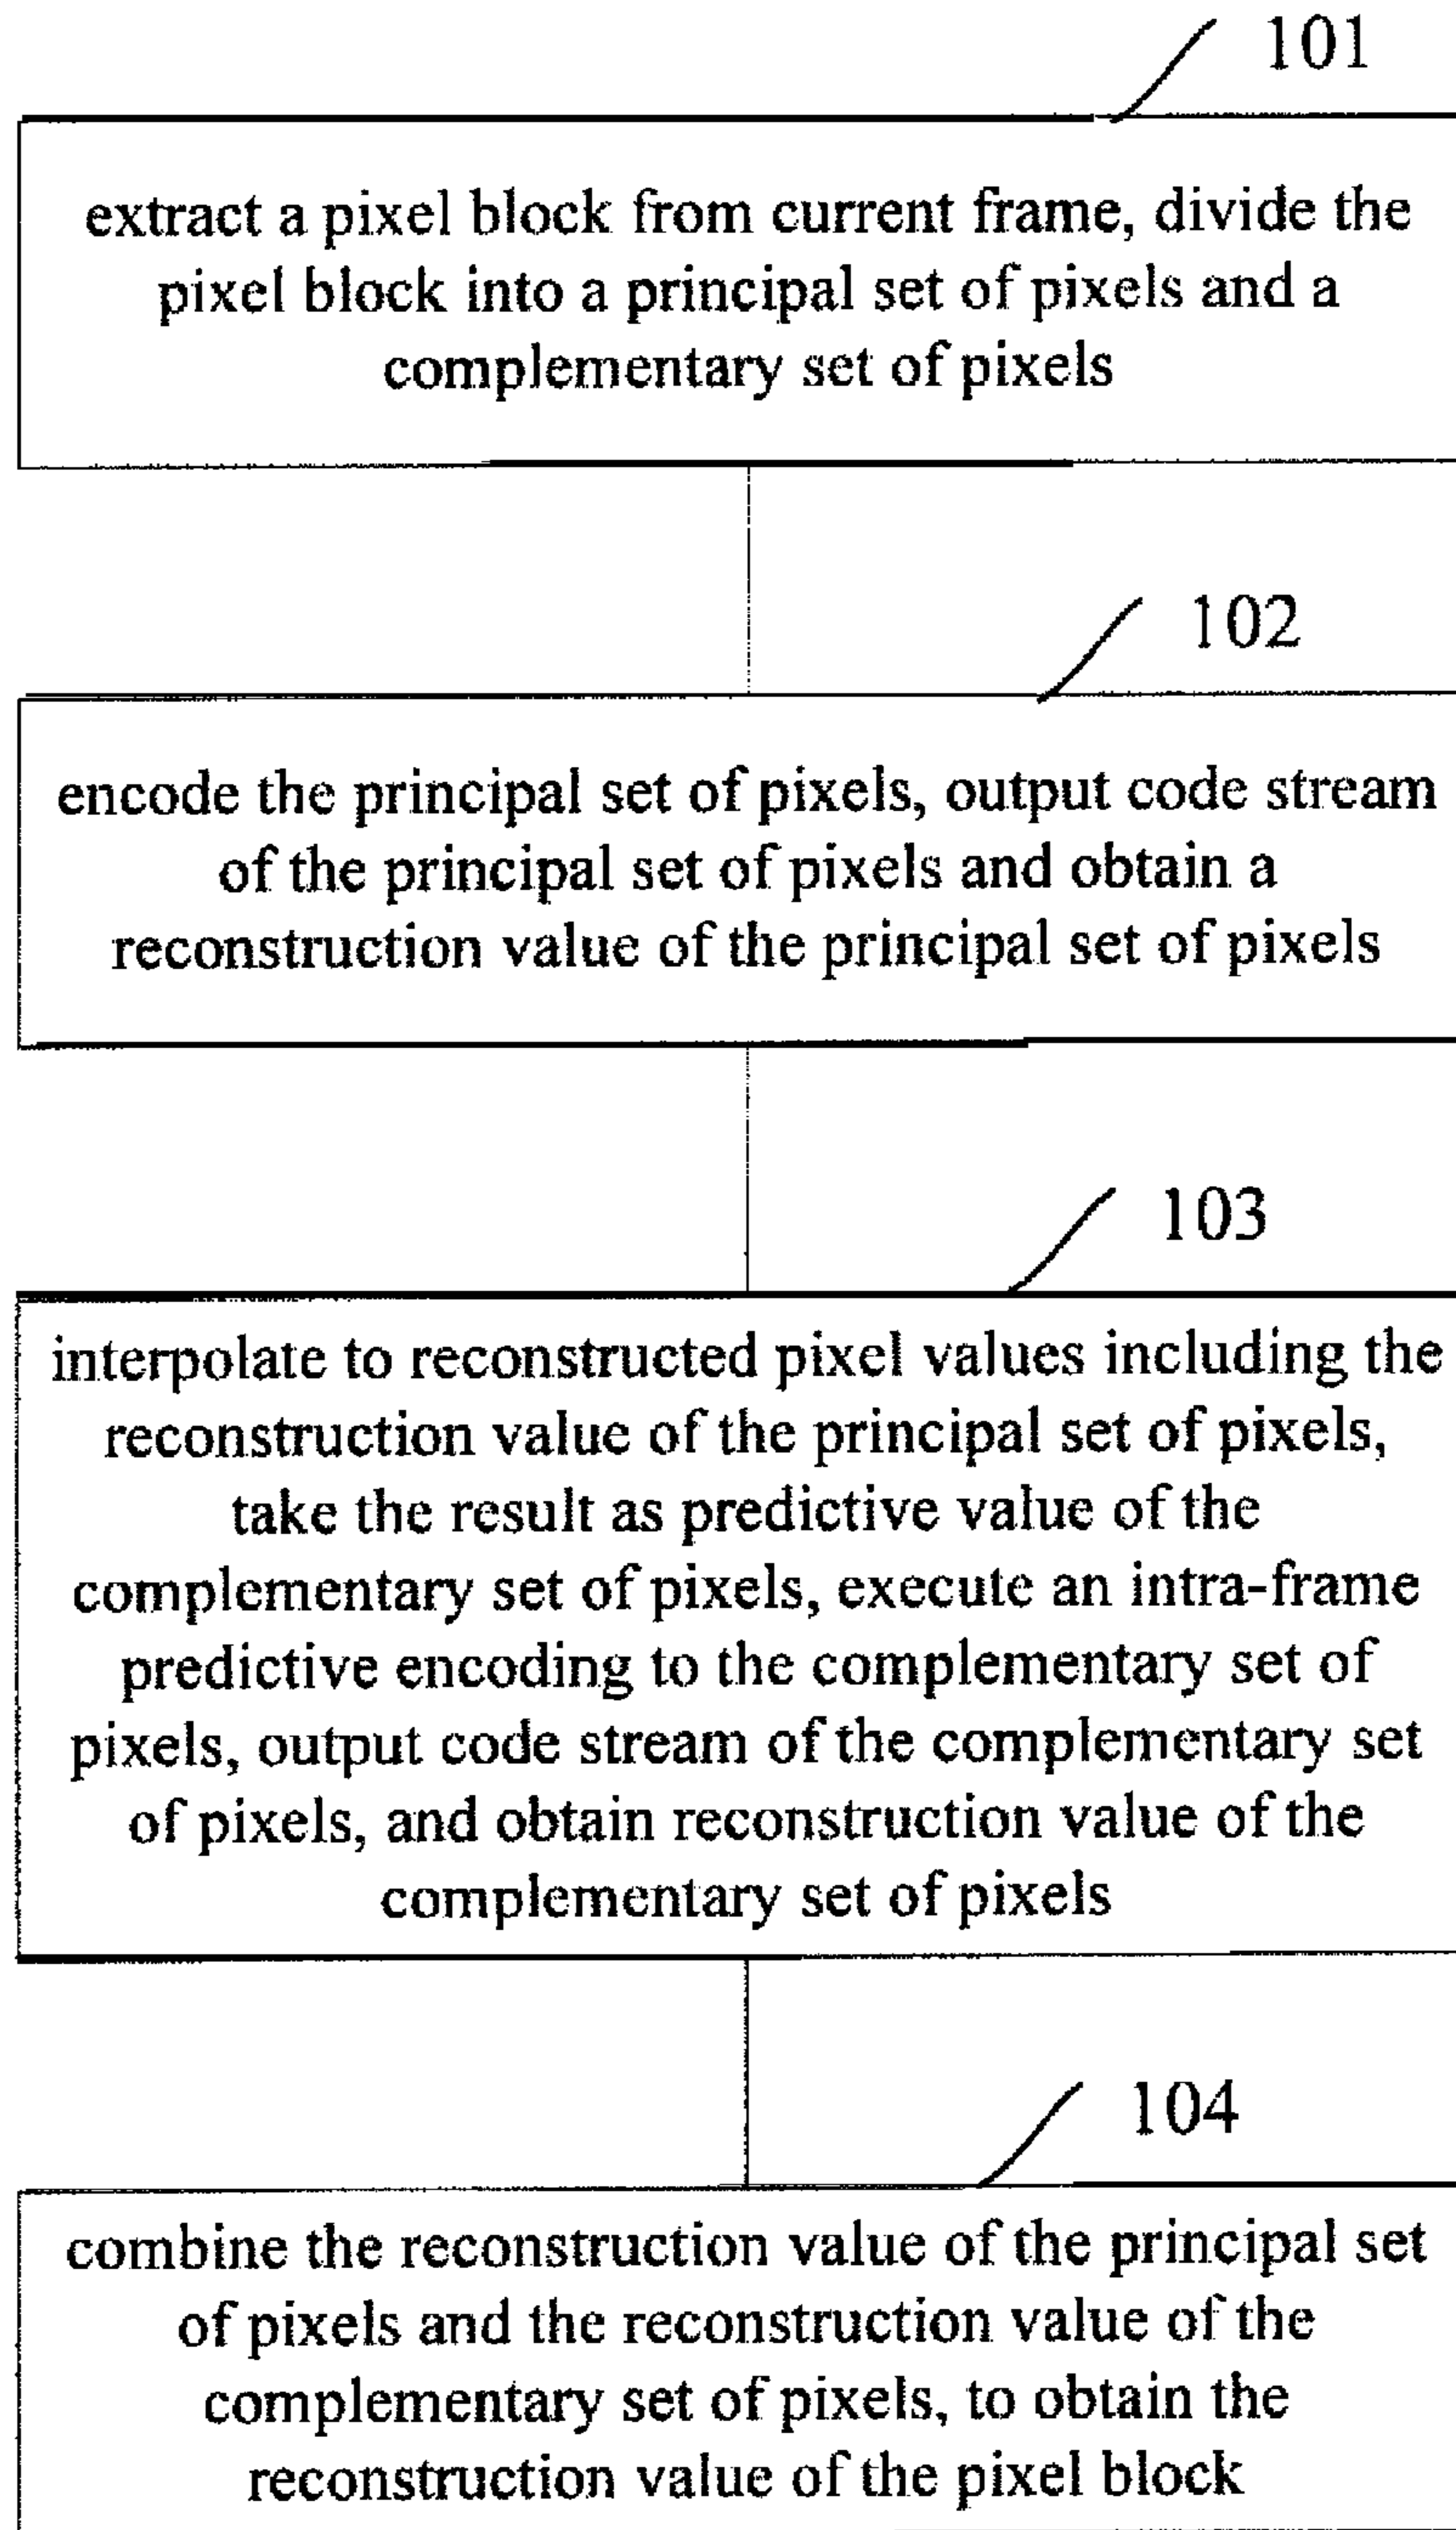 101
extract a pixel block from current frame, divide the
pixel block into a principal set of pixels and a
complementary set of pixels
102
encode the principal set of pixels, output code stream
of the principal set of pixels and obtain a
reconstruction value of the principal set of pixels
103
interpolate to reconstructed pixel values including the
reconstruction value of the principal set of pixels,
take the result as predictive value of the
complementary set of pixels, execute an intra-frame
predictive encoding to the complementary set of
pixels, output code stream of the complementary set
of pixels, and obtain reconstruction value of the
complementary set of pixels
104
combine the reconstruction value of the principal set
of pixels and the reconstruction value of the
complementary set of pixels, to obtain the
reconstruction value of the pixel block